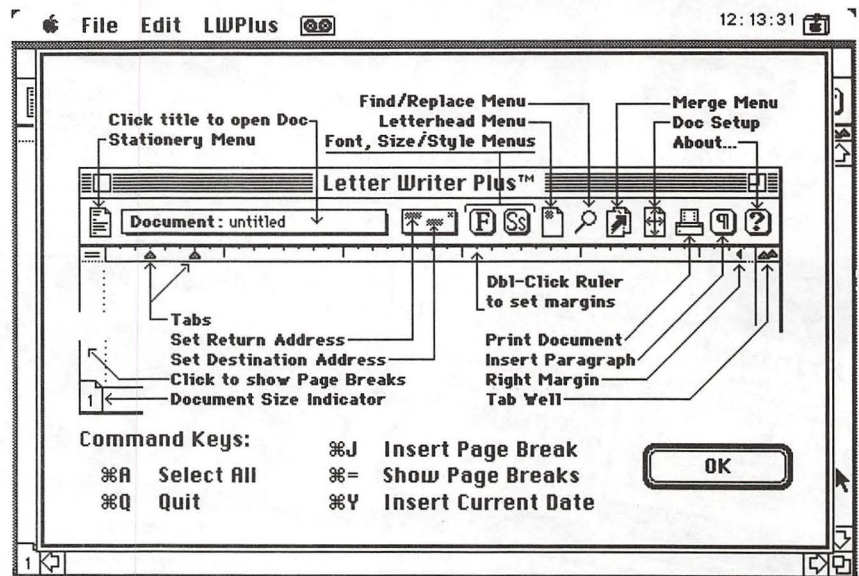 File Edit LWPlus 12:13:31
Find/Replace Menu Merge Menu
Click title to open Doc Letterhead Menu Doc Setup
Stationery Menu Font, Size/Style Menus About...
Letter Writer Plus™
Document: untitled F Ss ¶ ?
Dbl-Click Ruler
to set margins
Tabs
Set Return Address Print Document
Set Destination Address Insert Paragraph
Click to show Page Breaks Right Margin
1 Document Size Indicator Tab Well
Command Keys: ⌘J Insert Page Break
⌘A Select All ⌘= Show Page Breaks OK
⌘Q Quit ⌘Y Insert Current Date
1